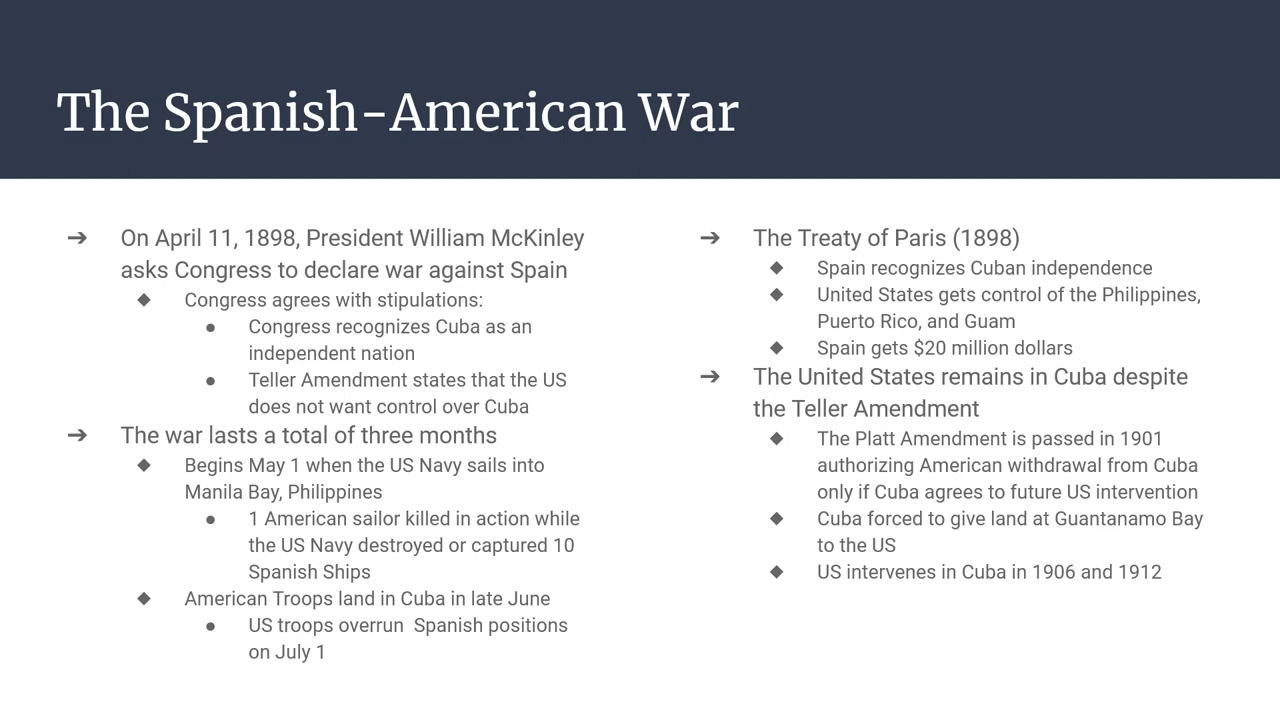 The Spanish-American War
➔ On April 11, 1898, President William McKinley
asks Congress to declare war against Spain
◆ Congress agrees with stipulations:
● Congress recognizes Cuba as an
independent nation
● Teller Amendment states that the US
does not want control over Cuba
➔ The war lasts a total of three months
◆ Begins May 1 when the US Navy sails into
Manila Bay, Philippines
● 1 American sailor killed in action while
the US Navy destroyed or captured 10
Spanish Ships
◆ American Troops land in Cuba in late June
● US troops overrun  Spanish positions
on July 1
➔ The Treaty of Paris (1898)
◆ Spain recognizes Cuban independence
◆ United States gets control of the Philippines,
Puerto Rico, and Guam
◆ Spain gets $20 million dollars
➔ The United States remains in Cuba despite
the Teller Amendment
◆ The Platt Amendment is passed in 1901
authorizing American withdrawal from Cuba
only if Cuba agrees to future US intervention
◆ Cuba forced to give land at Guantanamo Bay
to the US
◆ US intervenes in Cuba in 1906 and 1912